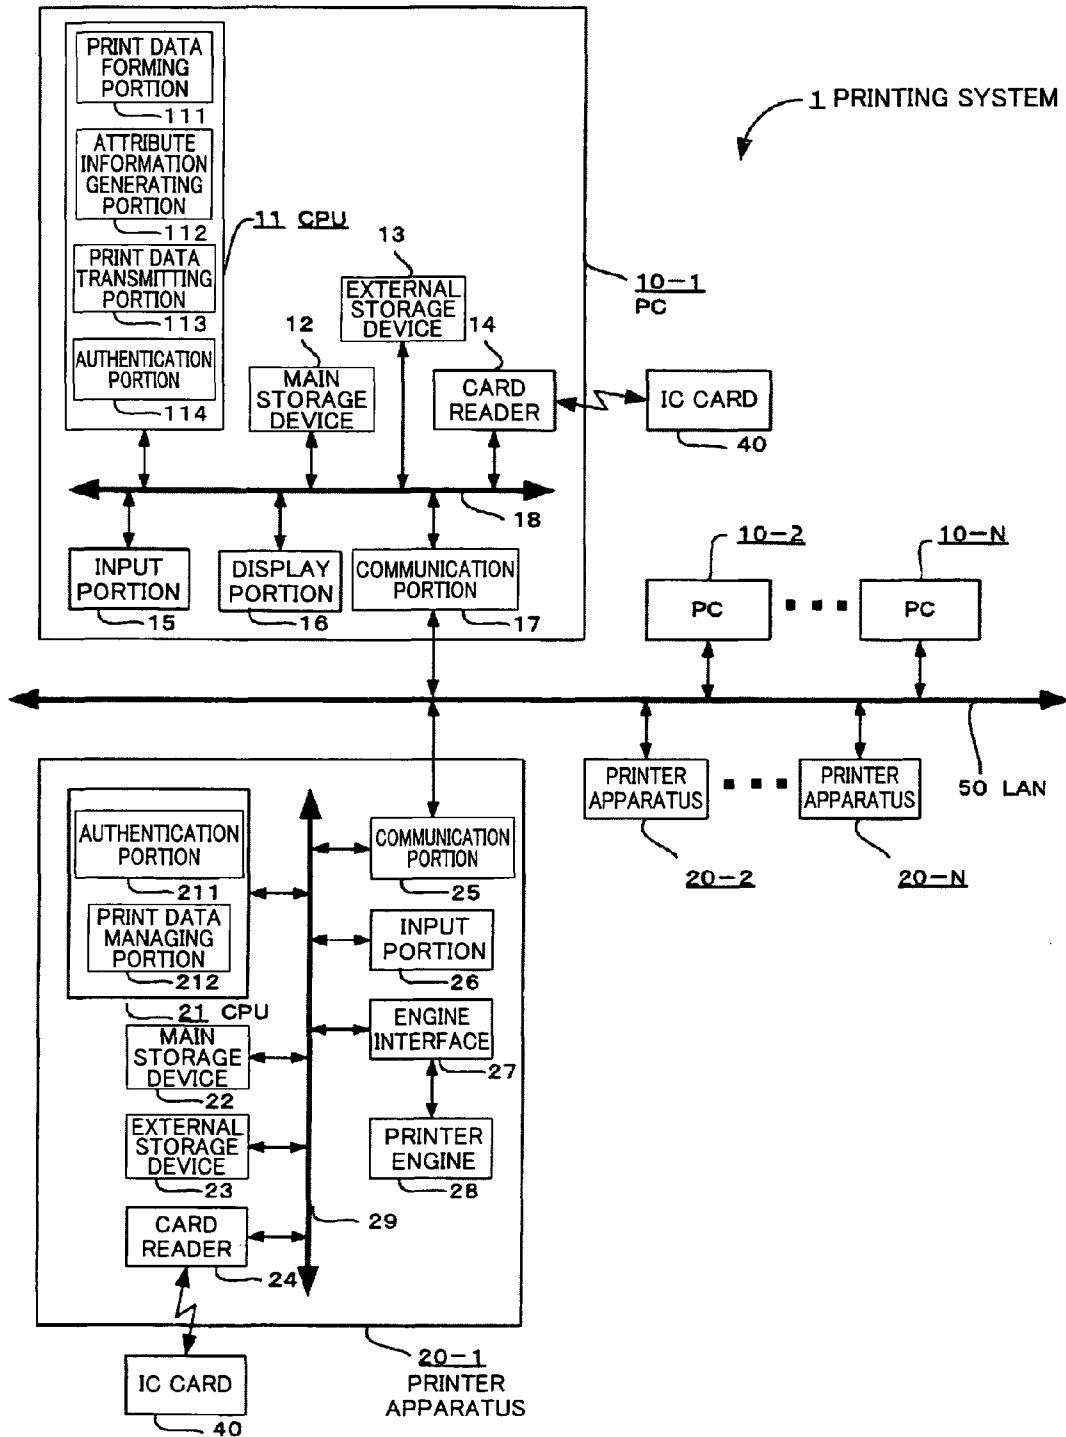 PRINT DATA
FORMING
PORTION
111
ATTRIBUTE
INFORMATION
GENERATING
PORTION
112
PRINT DATA
TRANSMITTING
PORTION
113
AUTHENTICATION
PORTION
114
11 CPU
1 PRINTING SYSTEM
10-1
PC
13
EXTERNAL
STORAGE
DEVICE
12
MAIN
STORAGE
DEVICE
14
CARD
READER
IC CARD
40
18
INPUT
PORTION
15
DISPLAY
PORTION
16
COMMUNICATION
PORTION
17
10-2
PC
10-N
PC
50 LAN
PRINTER
APPARATUS
20-2
PRINTER
APPARATUS
20-N
AUTHENTICATION
PORTION
211
PRINT DATA
MANAGING
PORTION
212
21 CPU
MAIN
STORAGE
DEVICE
22
EXTERNAL
STORAGE
DEVICE
23
CARD
READER
24
COMMUNICATION
PORTION
25
INPUT
PORTION
26
ENGINE
INTERFACE
27
PRINTER
ENGINE
28
29
20-1
PRINTER
APPARATUS
IC CARD
40